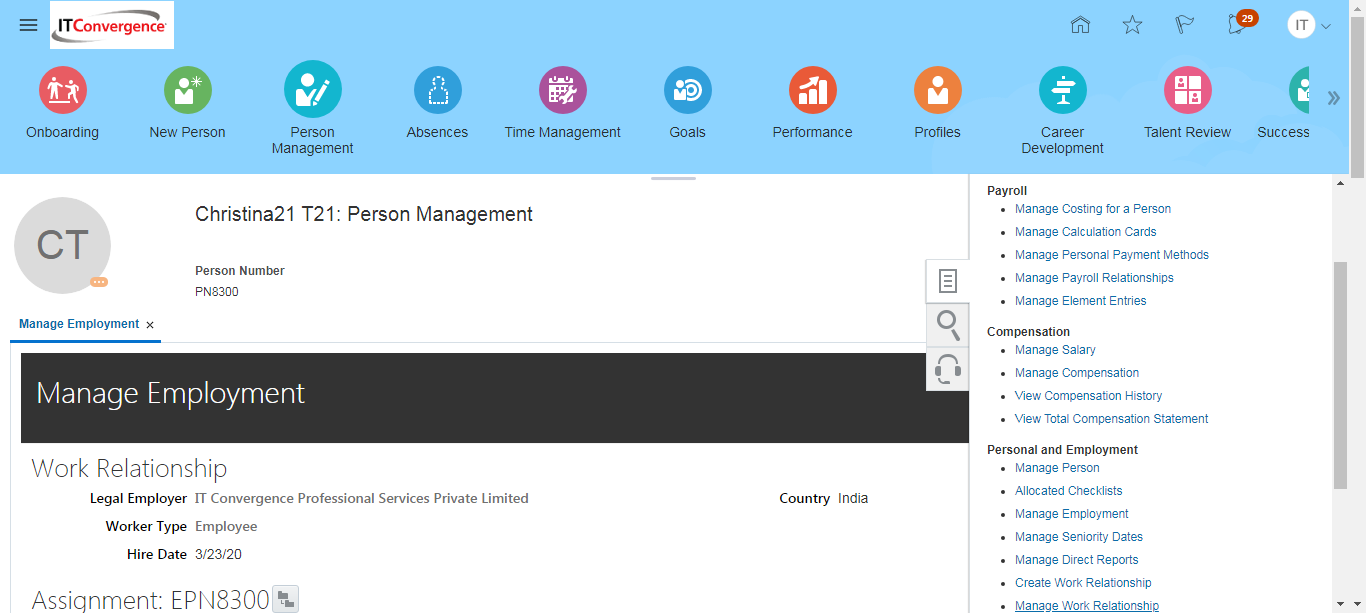 ITConvergence
29
IT
Onboarding
New Person
Person
Management
Absences
Time Management
Goals
Performance
Profiles
Career
Development
Talent Review
Success
CT
Christina21 T21: Person Management
Person Number
PN8300
Manage Employment ×
Manage Employment
Work Relationship
Legal Employer IT Convergence Professional Services Private Limited
Country India
Worker Type Employee
Hire Date 3/23/20
Assignment: EPN8300
Payroll
Manage Costing for a Person
Manage Calculation Cards
Manage Personal Payment Methods
Manage Payroll Relationships
Manage Element Entries
Compensation
Manage Salary
Manage Compensation
View Compensation History
View Total Compensation Statement
Personal and Employment
Manage Person
Allocated Checklists
Manage Employment
Manage Seniority Dates
Manage Direct Reports
Create Work Relationship
Manage Work Relationship